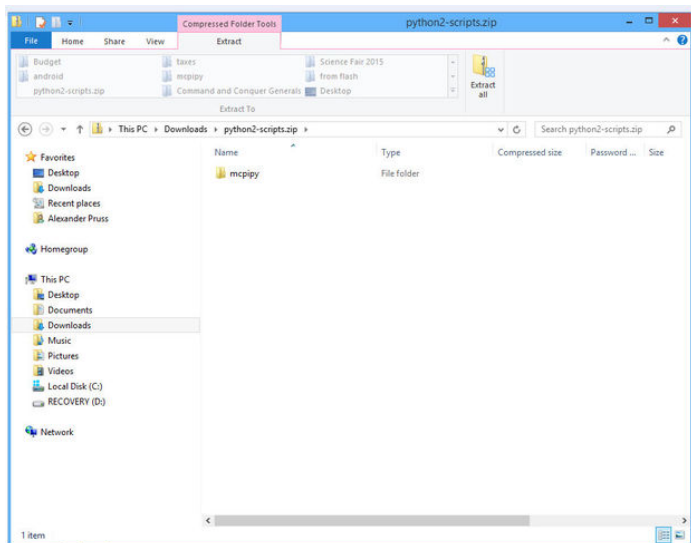 Compressed Folder Tools
python2-scripts.zip
File Home Share View Extract
Budget taxes Science Fair 2015
android mcpipy from flash
python2-scripts.zip Command and Conquer Generals Desktop
Extract all
Extract To
This PC Downloads python2-scripts.zip
Search python2-scripts.zip
Name Type Compressed size Password ... Size
mcpipy File folder
Favorites
Desktop
Downloads
Recent places
Alexander Pruss
Homegroup
This PC
Desktop
Documents
Downloads
Music
Pictures
Videos
Local Disk (C:)
RECOVERY (D:)
Network
1 item